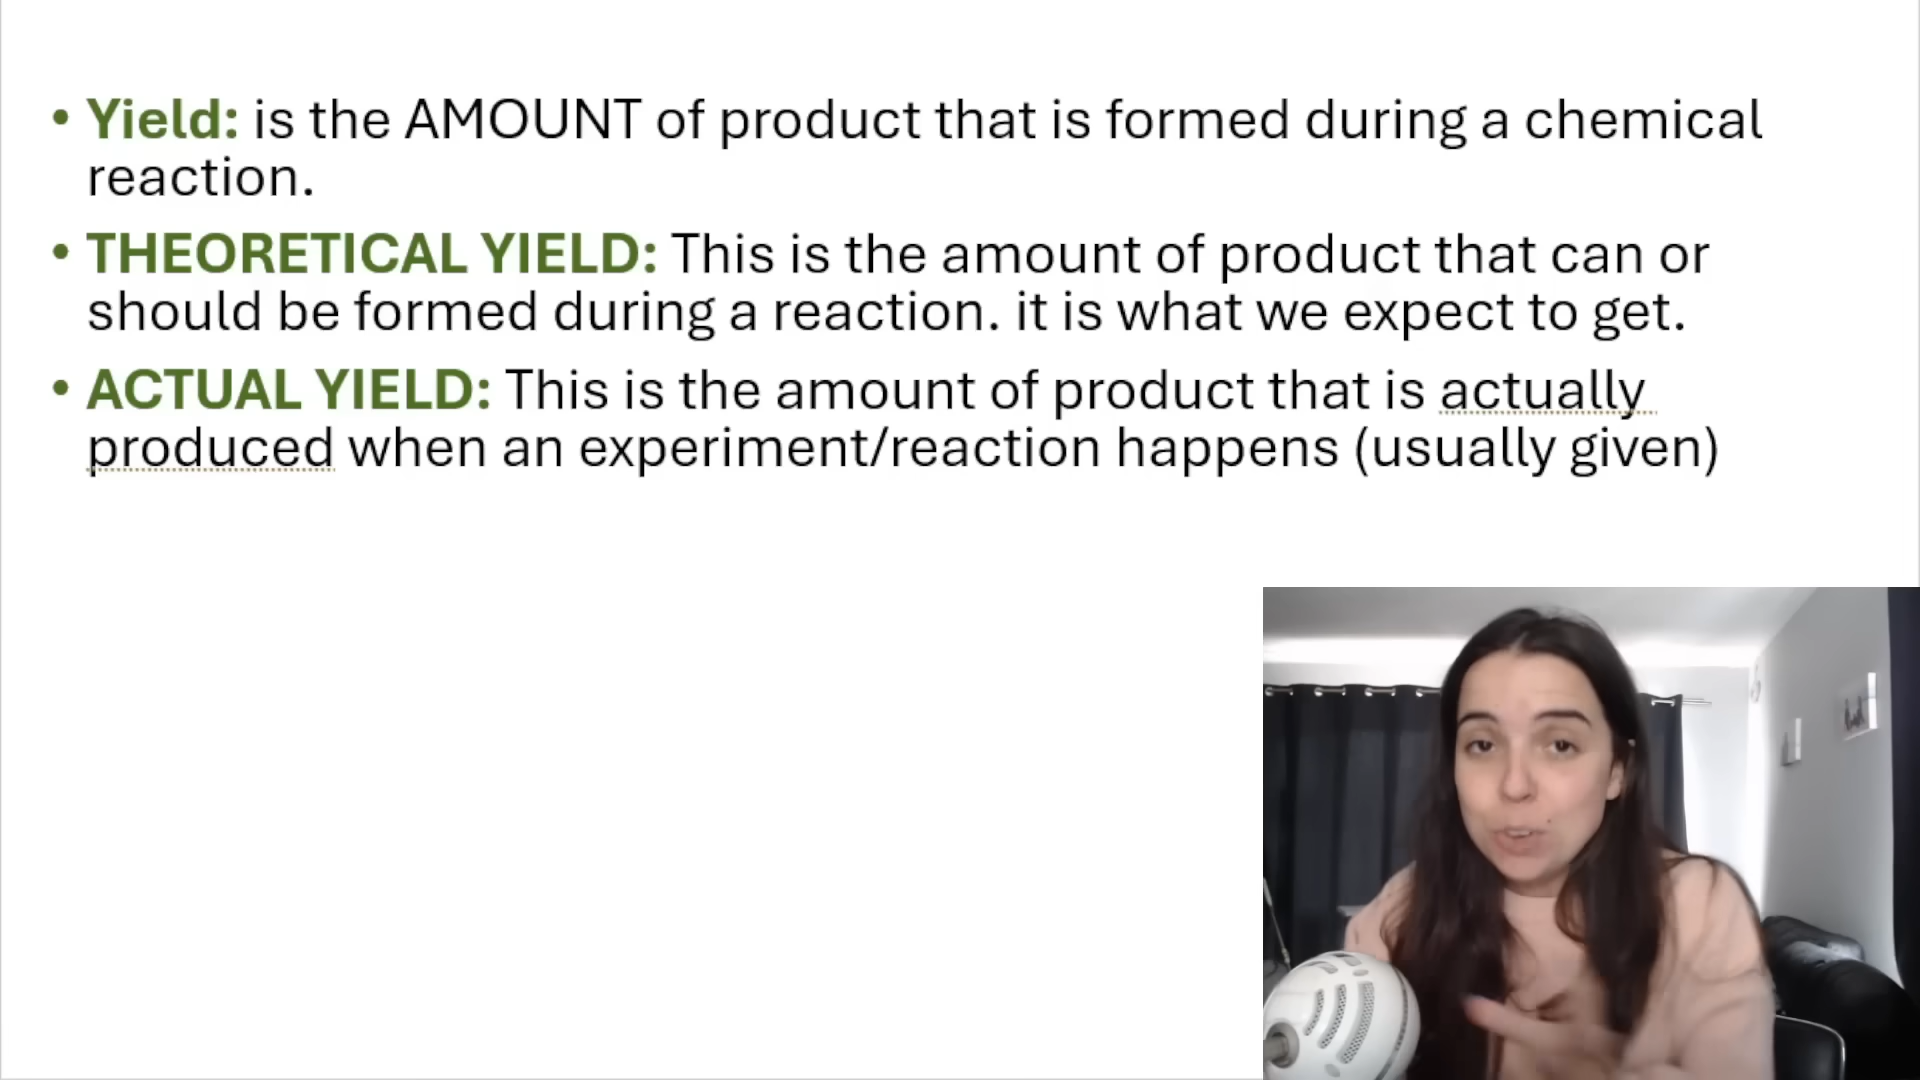 • Yield: is the AMOUNT of product that is formed during a chemical
reaction.
• THEORETICAL YIELD: This is the amount of product that can or
should be formed during a reaction. it is what we expect to get.
• ACTUAL YIELD: This is the amount of product that is actually
produced when an experiment/reaction happens (usually given)